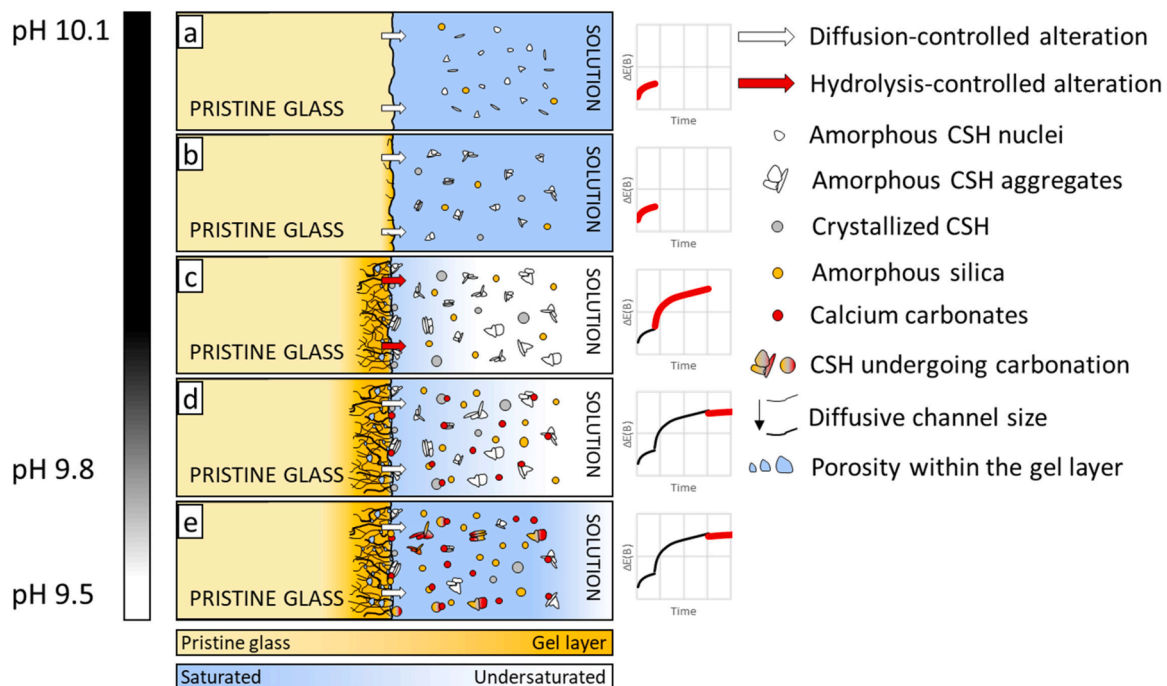 pH 10.1
pH 9.8
pH 9.5
a
PRISTINE GLASS
SOLUTION
b
PRISTINE GLASS
SOLUTION
c
PRISTINE GLASS
SOLUTION
d
PRISTINE GLASS
SOLUTION
e
PRISTINE GLASS
SOLUTION
Pristine glass Gel layer
Saturated Undersaturated
ΔE(B)
Time
ΔE(B)
Time
ΔE(B)
Time
ΔE(B)
Time
ΔE(B)
Time
Diffusion-controlled alteration
Hydrolysis-controlled alteration
Amorphous CSH nuclei
Amorphous CSH aggregates
Crystallized CSH
Amorphous silica
Calcium carbonates
CSH undergoing carbonation
Diffusive channel size
Porosity within the gel layer